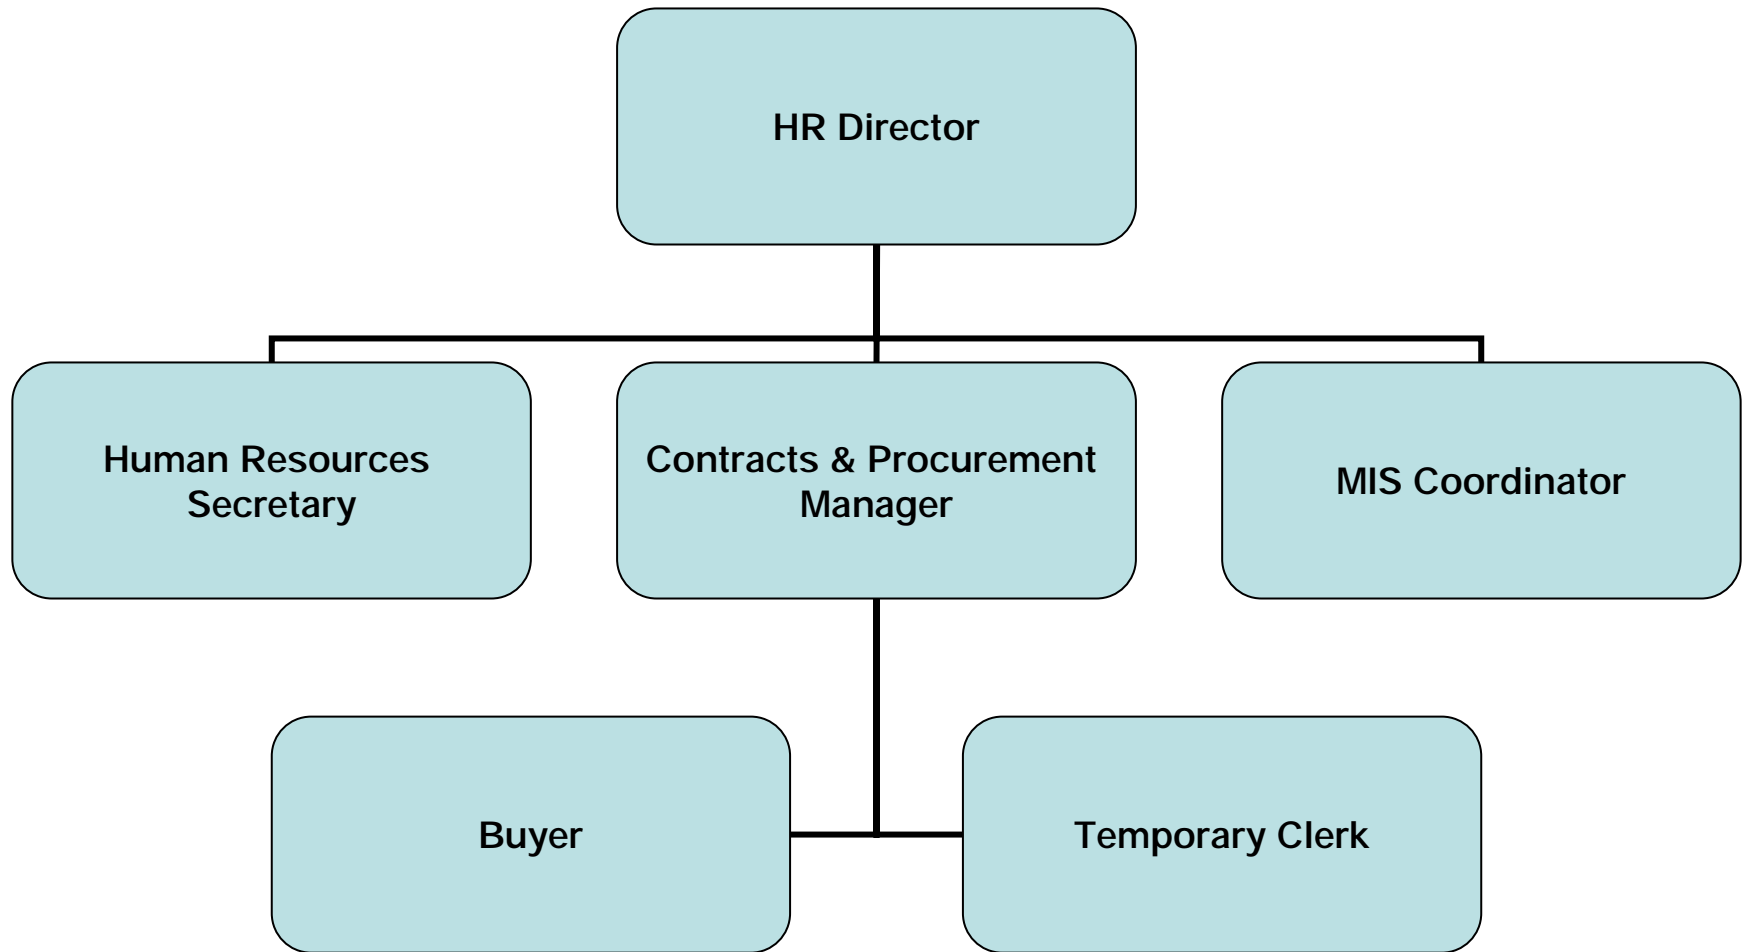 HR Director
Human Resources
Secretary
Contracts & Procurement
Manager
MIS Coordinator
Buyer
Temporary Clerk